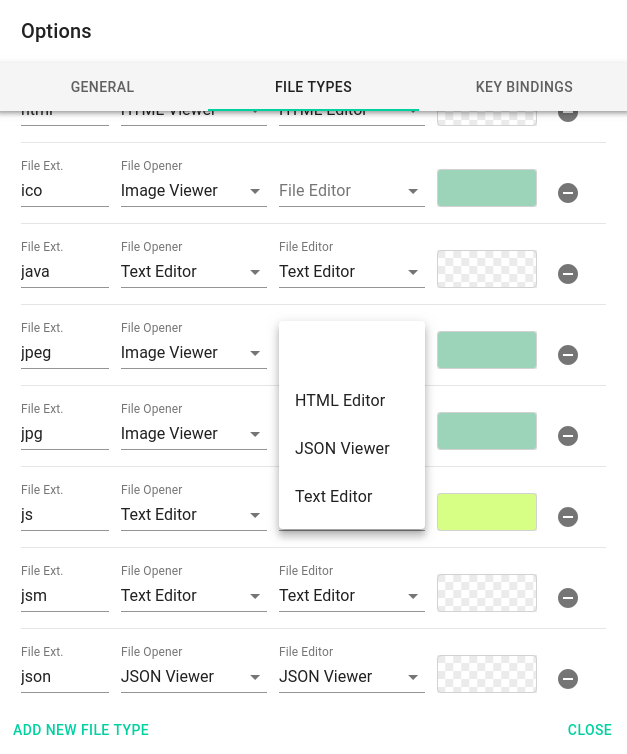 Options
GENERAL FILE TYPES KEY BINDINGS
html HTML Viewer HTML Editor
File Ext. File Opener
ico Image Viewer File Editor
File Ext. File Opener File Editor
java Text Editor Text Editor
File Ext. File Opener
jpeg Image Viewer
HTML Editor
File Ext. File Opener
jpg Image Viewer
JSON Viewer
File Ext. File Opener
Text Editor
js Text Editor
File Ext. File Opener File Editor
jsm Text Editor Text Editor
File Ext. File Opener File Editor
json JSON Viewer JSON Viewer
ADD NEW FILE TYPE CLOSE